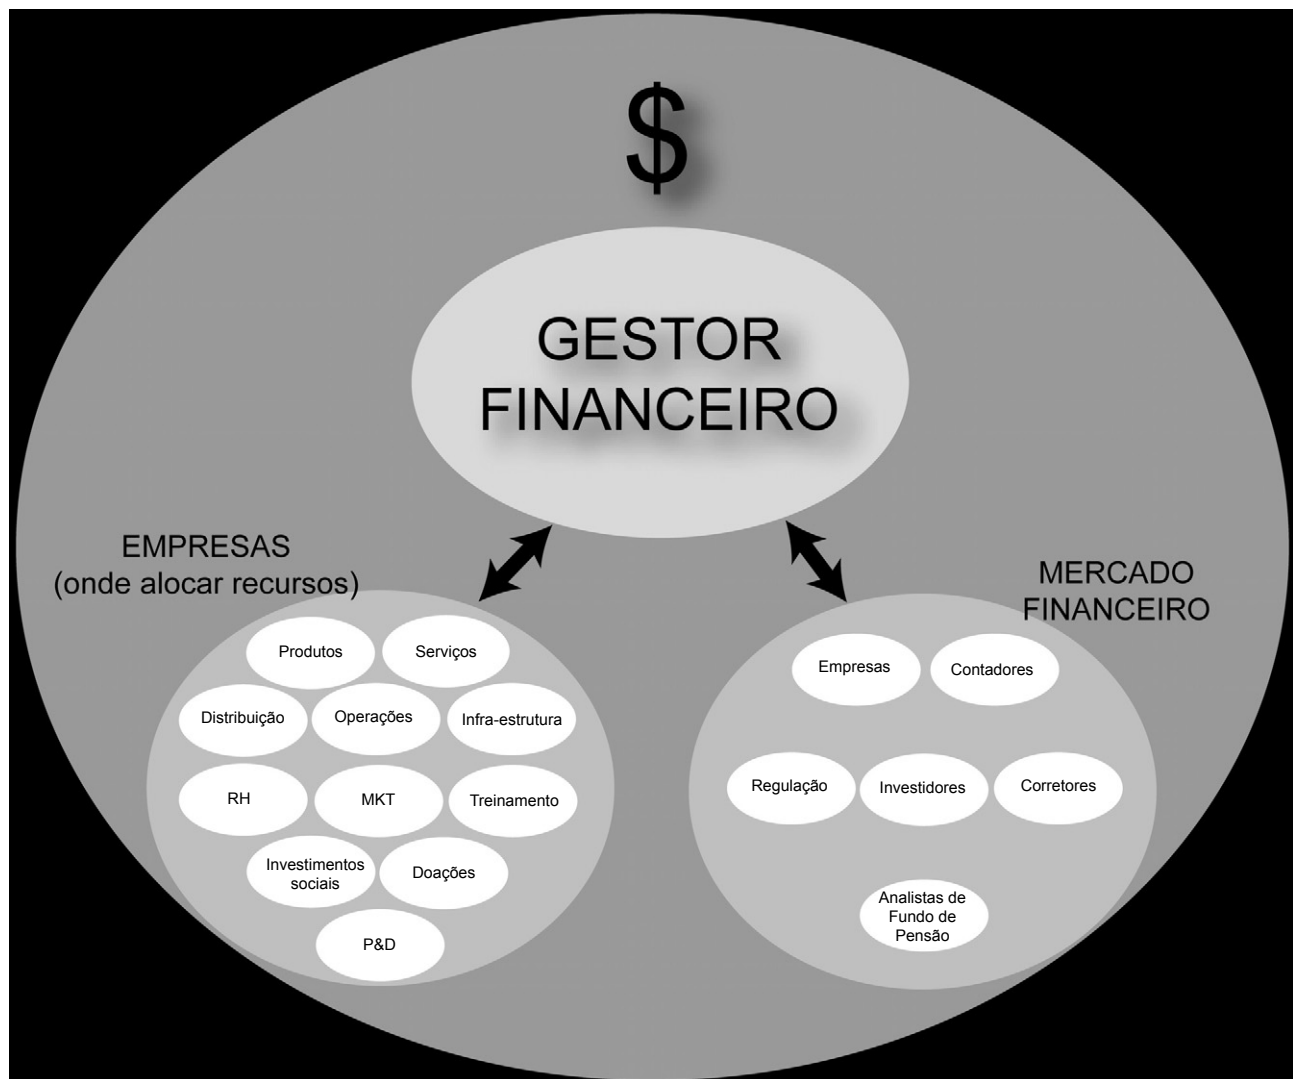 $
GESTOR
FINANCEIRO
EMPRESAS
(onde alocar recursos)
Produtos
Serviços
Distribuição
Operações
Infra-estrutura
RH
MKT
Treinamento
Investimentos
sociais
Doações
P&D
MERCADO
FINANCEIRO
Empresas
Contadores
Regulação
Investidores
Corretores
Analistas de
Fundo de
Pensão